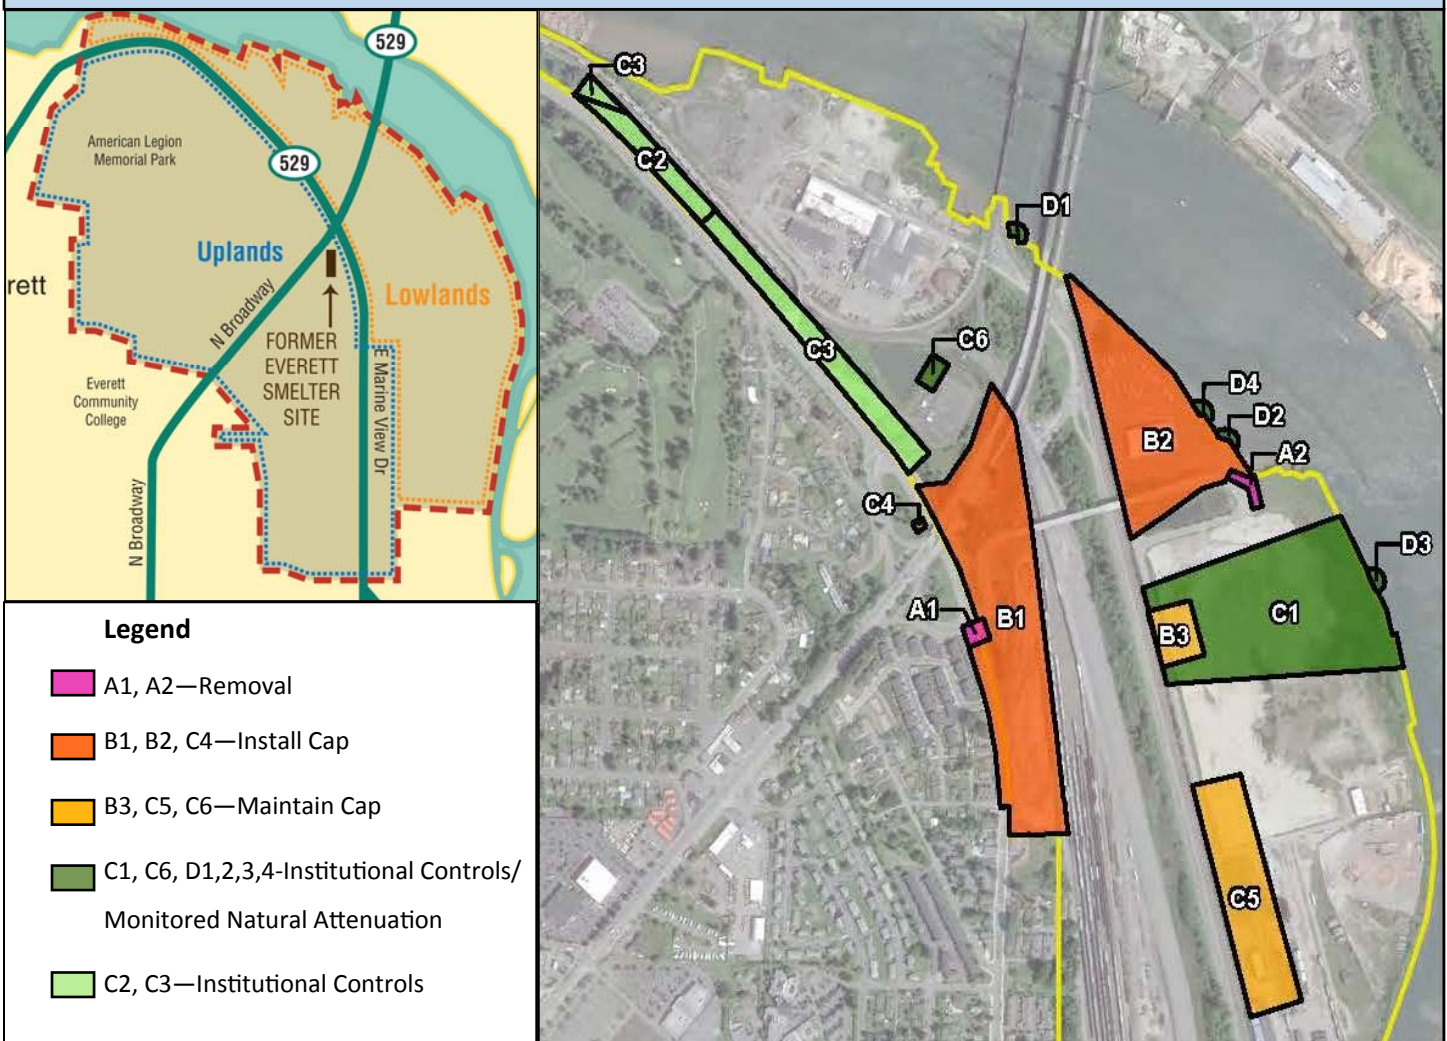 529
529
American Legion
Memorial Park
Uplands
rett
N Broadway
Lowlands
FORMER
EVERETT
SMELTER
SITE
E Marine View Dr
Everett
Community
College
N Broadway
Legend
A1, A2—Removal
B1, B2, C4—Install Cap
B3, C5, C6—Maintain Cap
C1, C6, D1,2,3,4-Institutional Controls/
Monitored Natural Attenuation
C2, C3—Institutional Controls
C3
C2
D1
C3
C6
D4
D2
B2
A2
C4
D3
A1
B1
B3
C1
C5